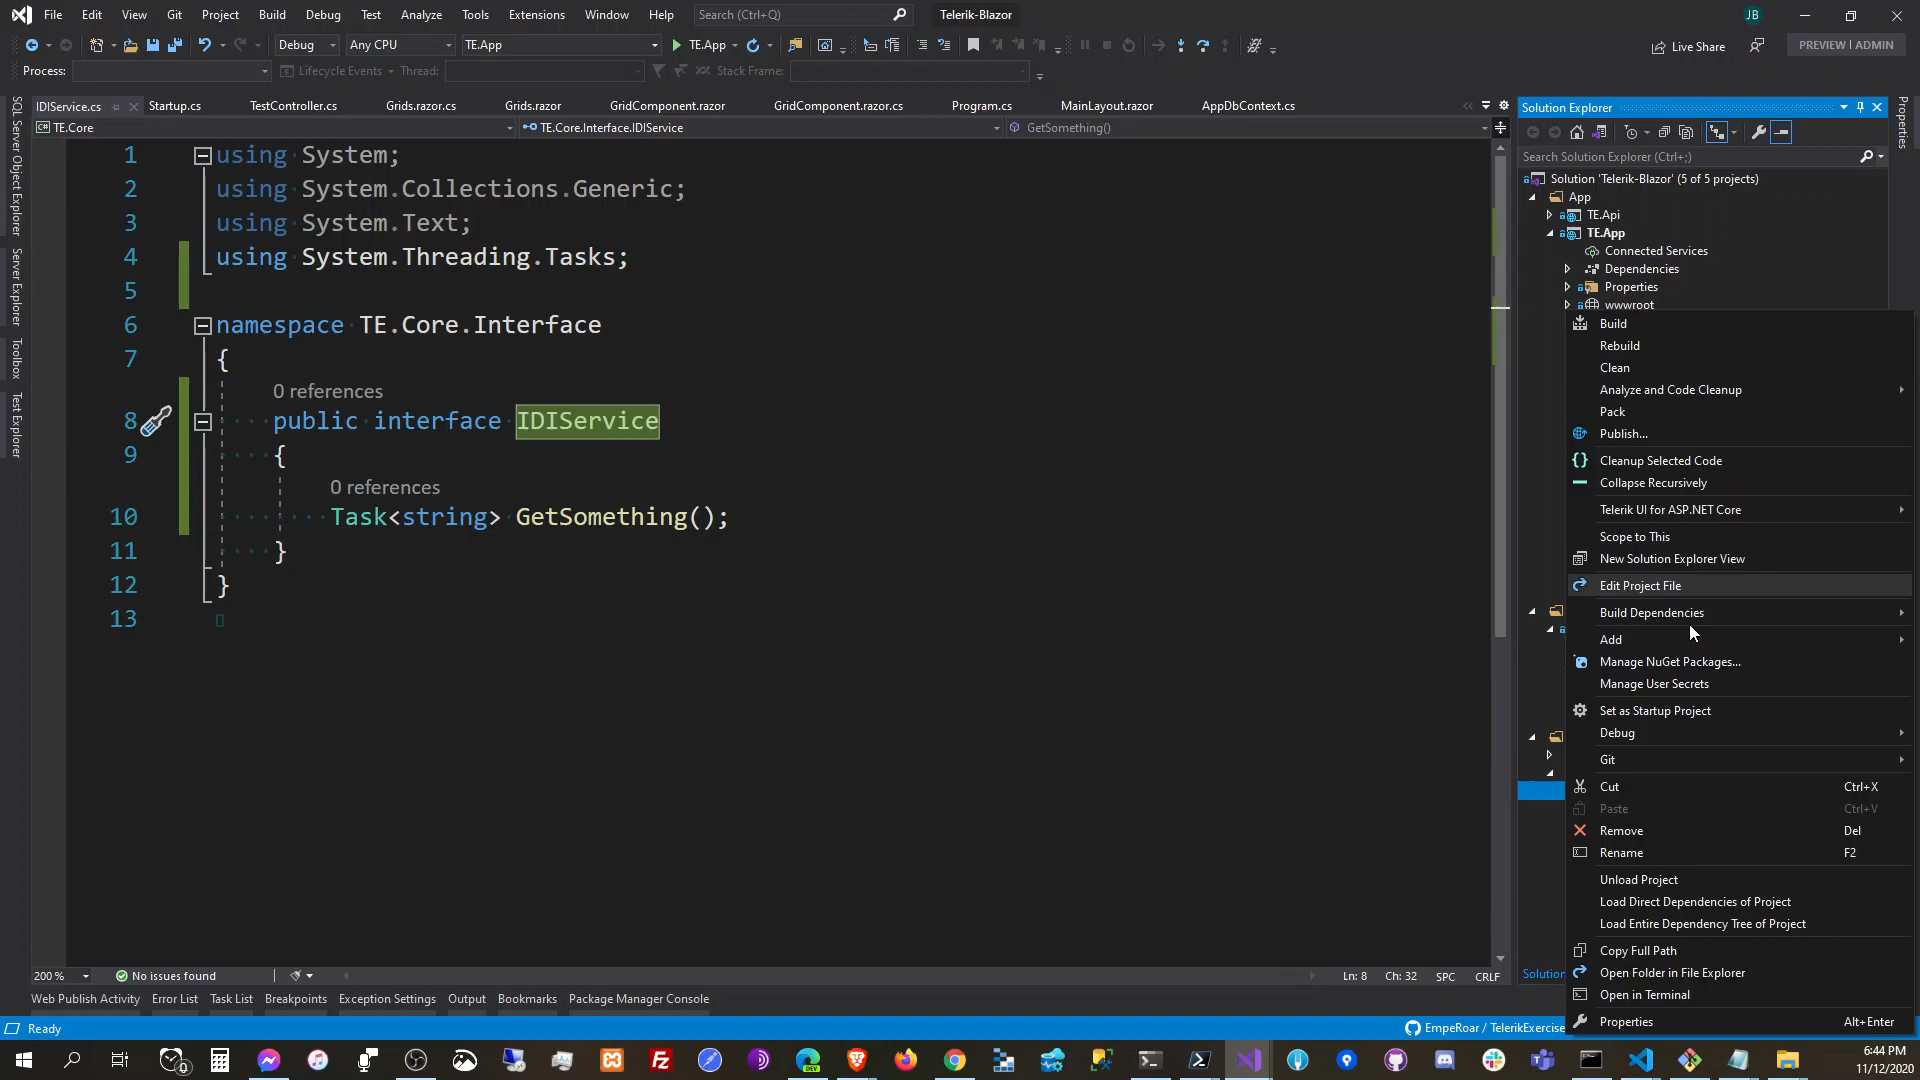 File Edit View Git Project Build Debug Test Analyze Tools Extensions Window Help Search (Ctrl+Q) Telerik-Blazor JB
Debug Any CPU TE.App TE.App Live Share PREVIEW | ADMIN
Process: Lifecycle Events Thread: Stack Frame:
IDIService.cs Startup.cs TestController.cs Grids.razor.cs Grids.razor GridComponent.razor GridComponent.razor.cs Program.cs MainLayout.razor AppDbContext.cs
TE.Core TE.Core.Interface.IDIService GetSomething()
SQL Server Object Explorer
Server Explorer
Toolbox
Test Explorer
1 using System;
2 using System.Collections.Generic;
3 using System.Text;
4 using System.Threading.Tasks;
5
6 namespace TE.Core.Interface
7 {
0 references
8 public interface IDIService
9 {
0 references
10 Task<string> GetSomething();
11 }
12 }
13
200 % No issues found Ln: 8 Ch: 32 SPC CRLF
Web Publish Activity Error List Task List Breakpoints Exception Settings Output Bookmarks Package Manager Console
Ready EmpeRoar / TelerikExercise
Solution Explorer
Search Solution Explorer (Ctrl+;)
Solution 'Telerik-Blazor' (5 of 5 projects)
App
TE.Api
TE.App
Connected Services
Dependencies
Properties
wwwroot
Properties
Build
Rebuild
Clean
Analyze and Code Cleanup
Pack
Publish...
Cleanup Selected Code
Collapse Recursively
Telerik UI for ASP.NET Core
Scope to This
New Solution Explorer View
Edit Project File
Build Dependencies
Add
Manage NuGet Packages...
Manage User Secrets
Set as Startup Project
Debug
Git
Cut Ctrl+X
Paste Ctrl+V
Remove Del
Rename F2
Unload Project
Load Direct Dependencies of Project
Load Entire Dependency Tree of Project
Copy Full Path
Open Folder in File Explorer
Open in Terminal
Properties Alt+Enter
Solution
6:44 PM
11/12/2020